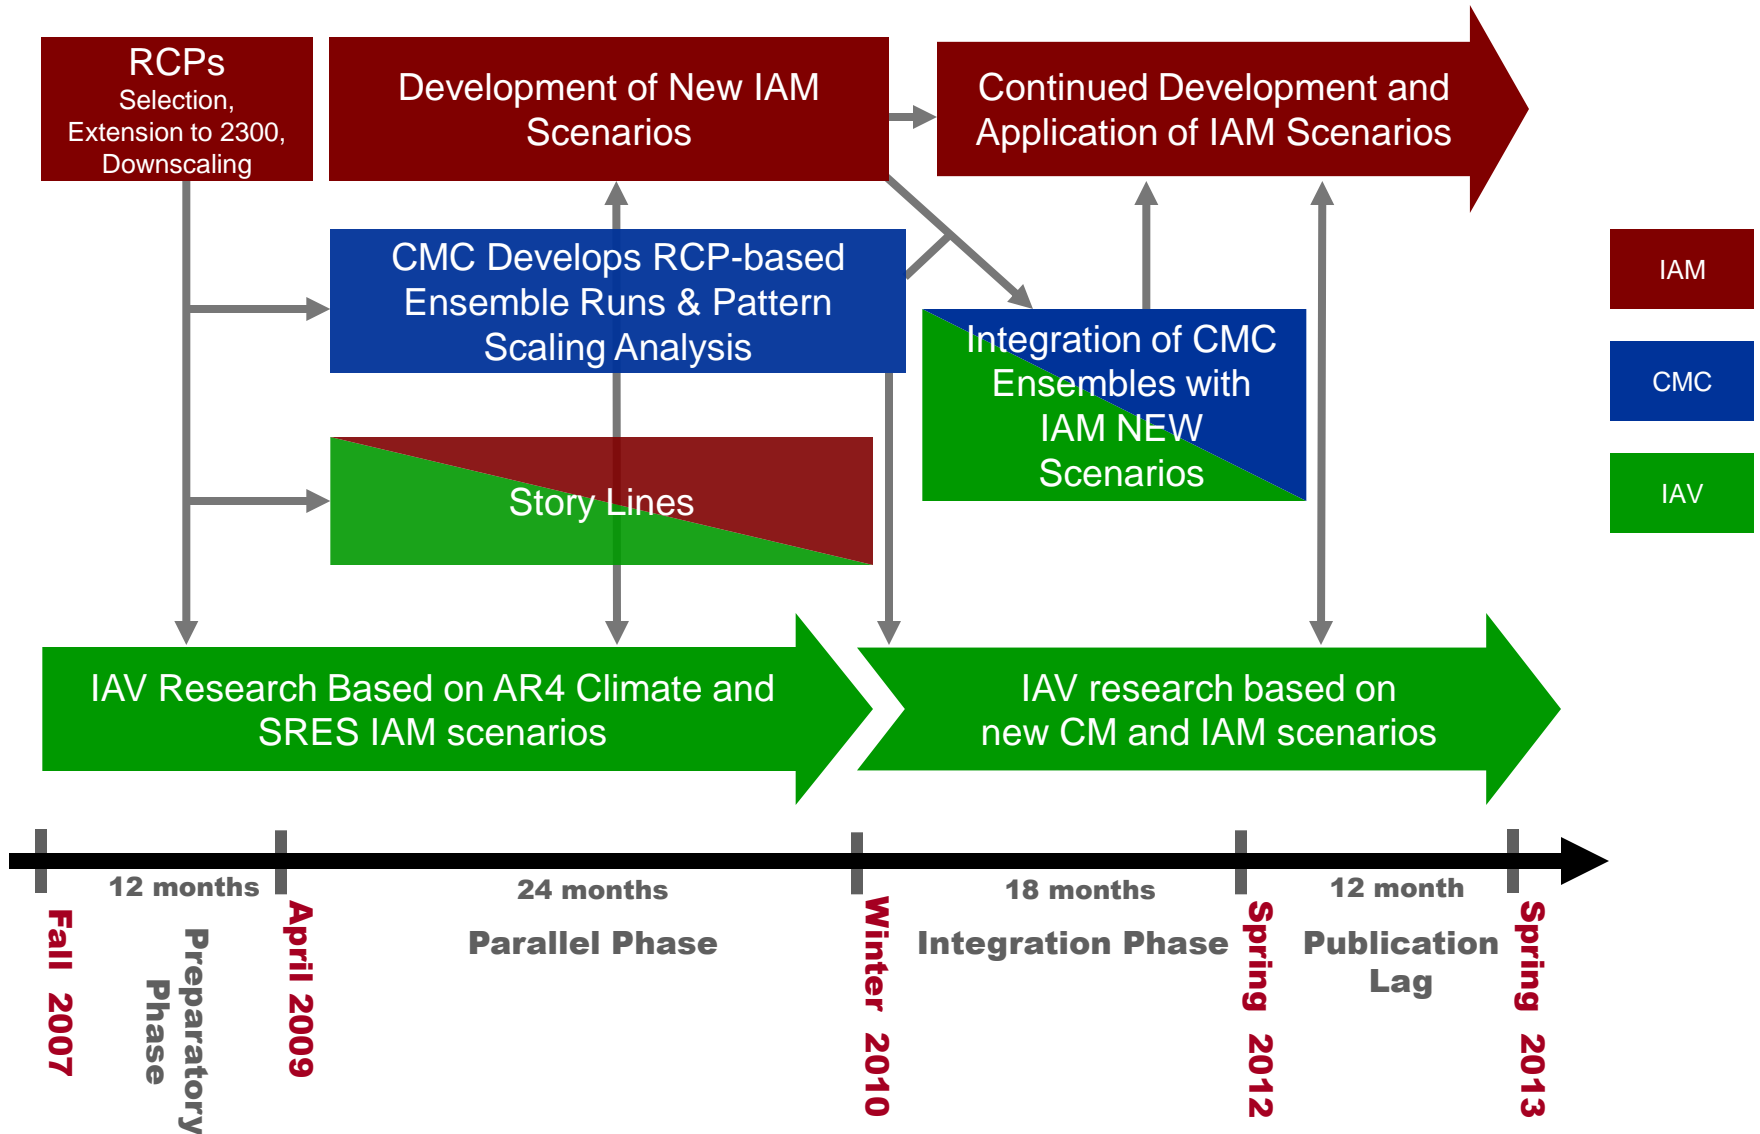 RCPs
Selection,
Extension to 2300,
Downscaling
Development of New IAM
Scenarios
Continued Development and
Application of IAM Scenarios
CMC Develops RCP-based
Ensemble Runs & Pattern
Scaling Analysis
Integration of CMC
Ensembles with
IAM NEW
Scenarios
Story Lines
IAM
CMC
IAV
IAV Research Based on AR4 Climate and
SRES IAM scenarios
IAV research based on
new CM and IAM scenarios
12 months
24 months
18 months
12 month
Fall 2007
Preparatory
Phase
April 2009
Parallel Phase
Winter 2010
Integration Phase
Spring 2012
Publication
Lag
Spring 2013